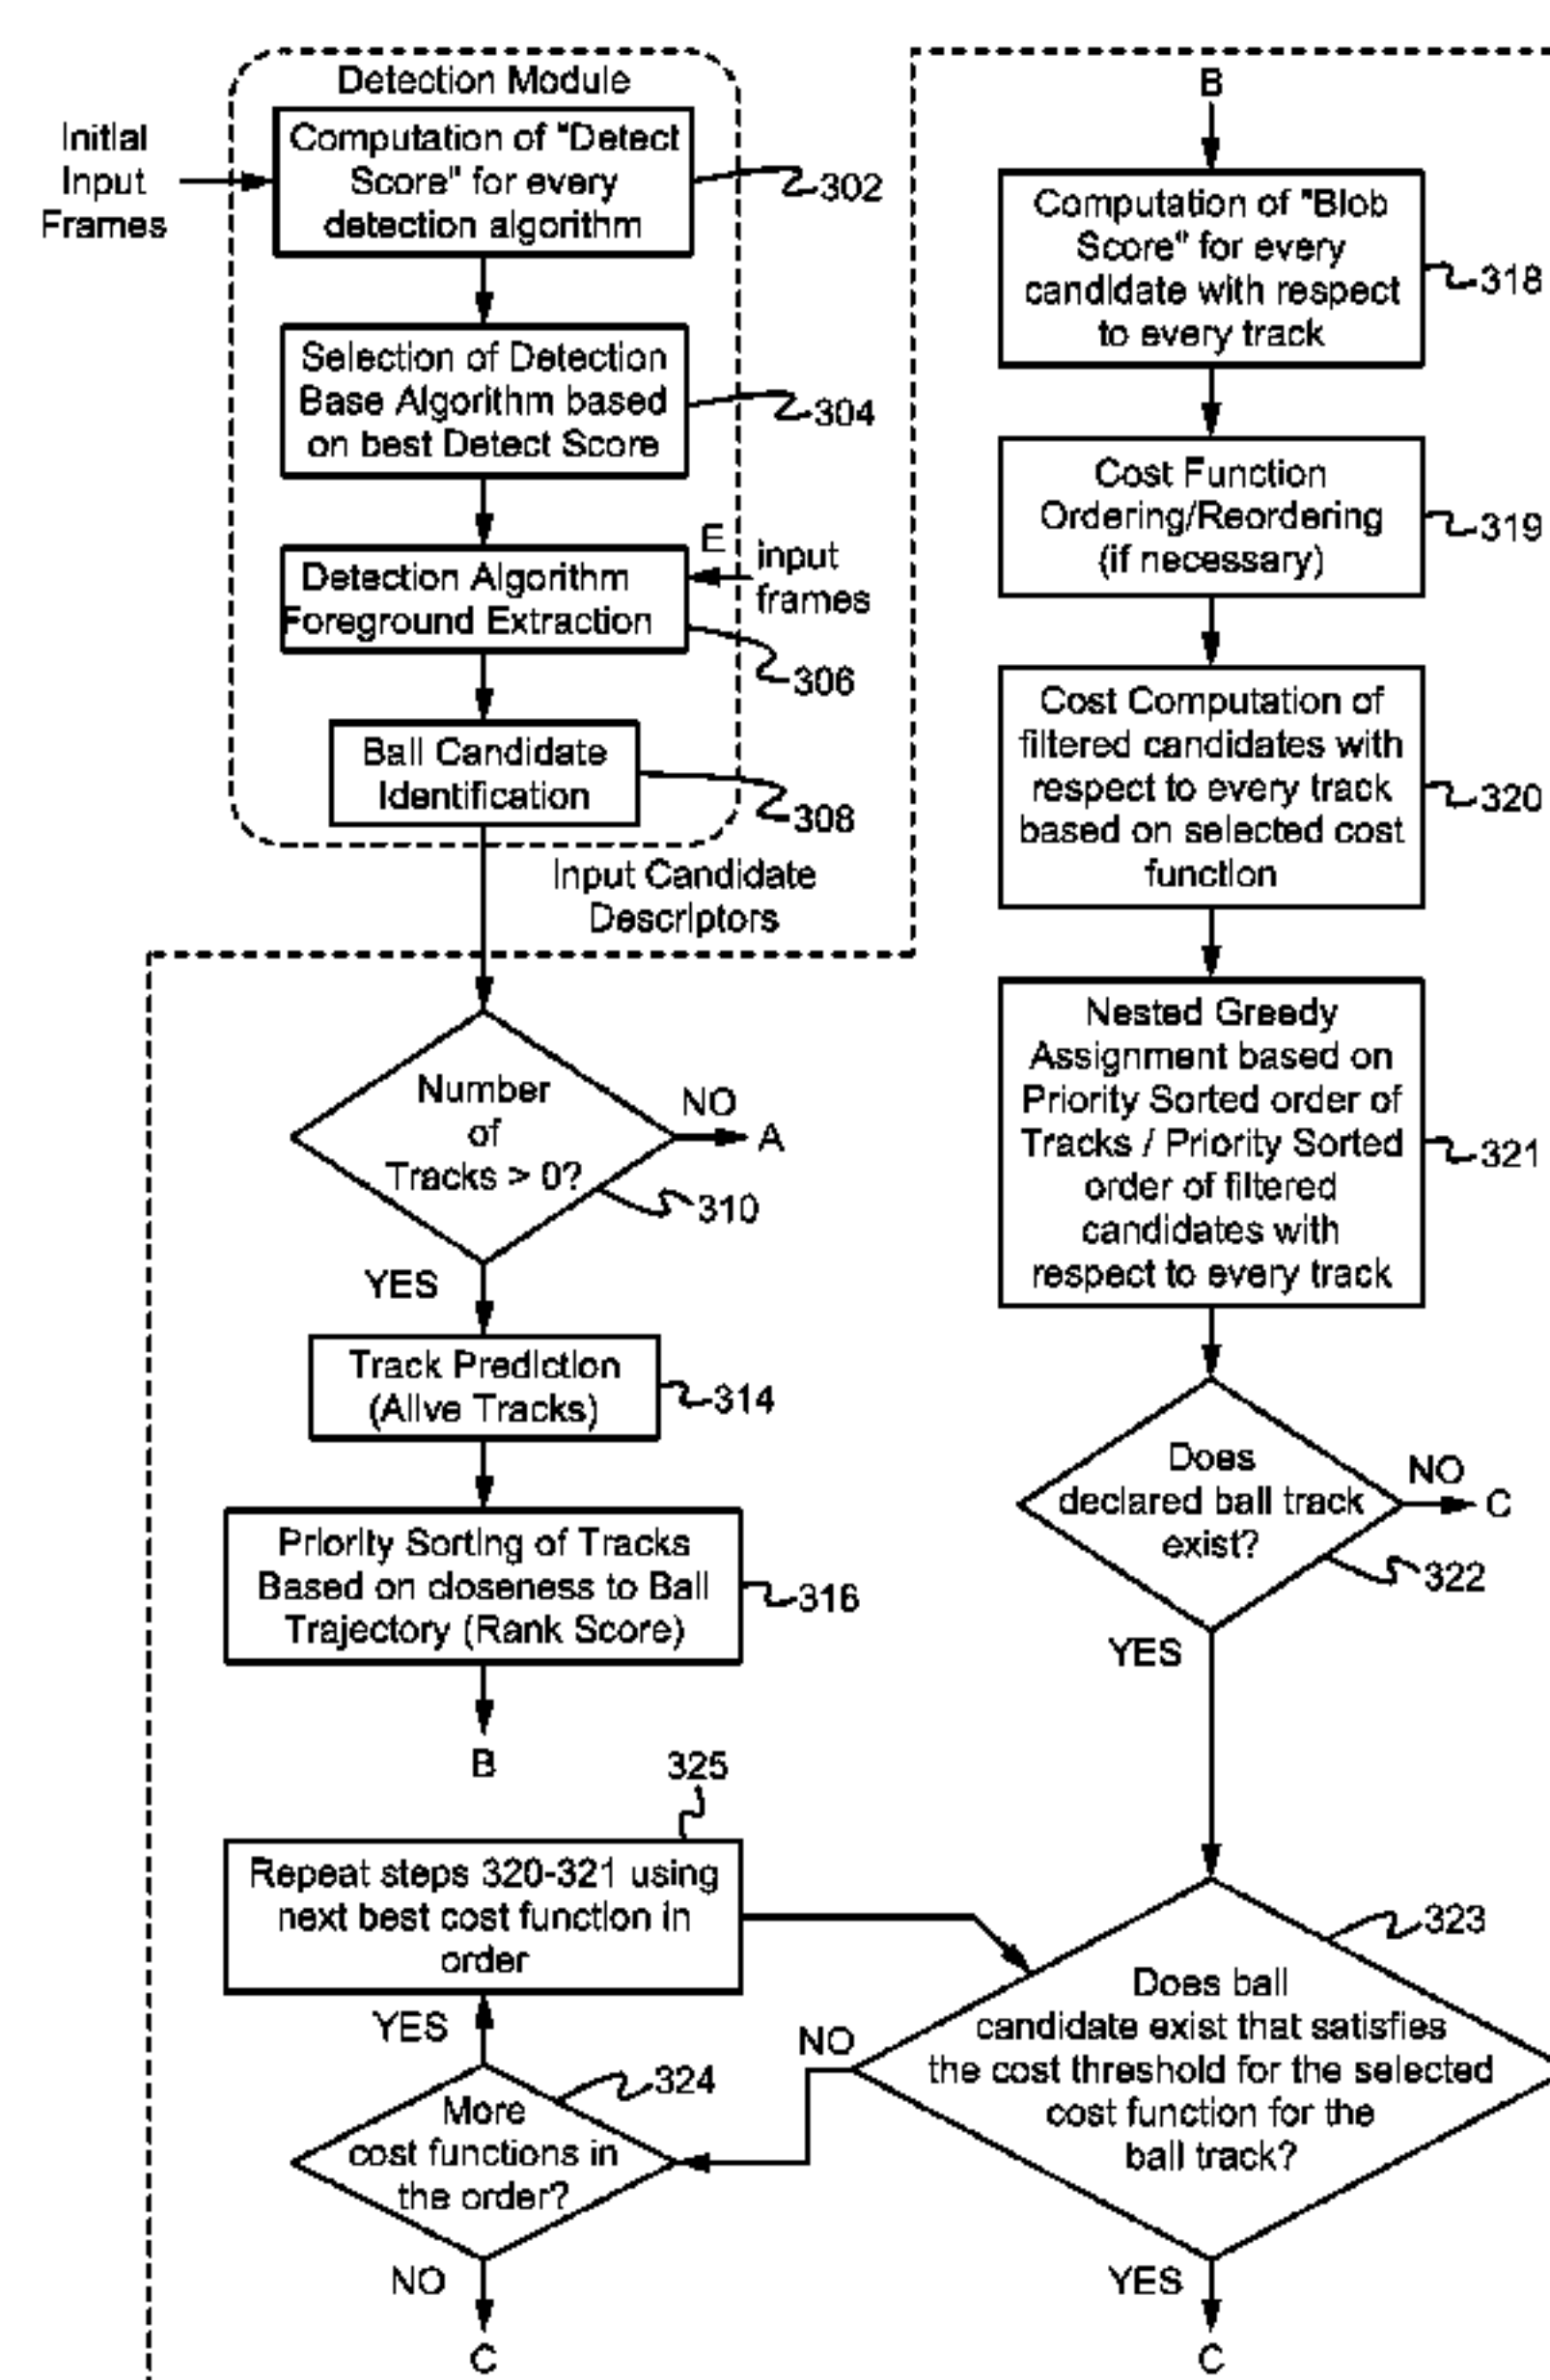 Detection Module
Initial
Input
Frames
Computation of "Detect
Score" for every
detection algorithm
302
Selection of Detection
Base Algorithm based
on best Detect Score
304
E
input
frames
Detection Algorithm
Foreground Extraction
306
Ball Candidate
Identification
308
Input Candidate
Descriptors
Number
of
Tracks > 0?
NO
A
310
YES
Track Prediction
(Alive Tracks)
314
Priority Sorting of Tracks
Based on closeness to Ball
Trajectory (Rank Score)
316
B
325
Repeat steps 320-321 using
next best cost function in
order
YES
324
More
cost functions in
the order?
NO
C
B
Computation of "Blob
Score" for every
candidate with respect
to every track
318
Cost Function
Ordering/Reordering
(if necessary)
319
Cost Computation of
filtered candidates with
respect to every track
based on selected cost
function
320
Nested Greedy
Assignment based on
Priority Sorted order of
Tracks / Priority Sorted
order of filtered
candidates with
respect to every track
321
Does
declared ball track
exist?
NO
C
322
YES
323
Does ball
candidate exist that satisfies
the cost threshold for the selected
cost function for the
ball track?
NO
YES
C